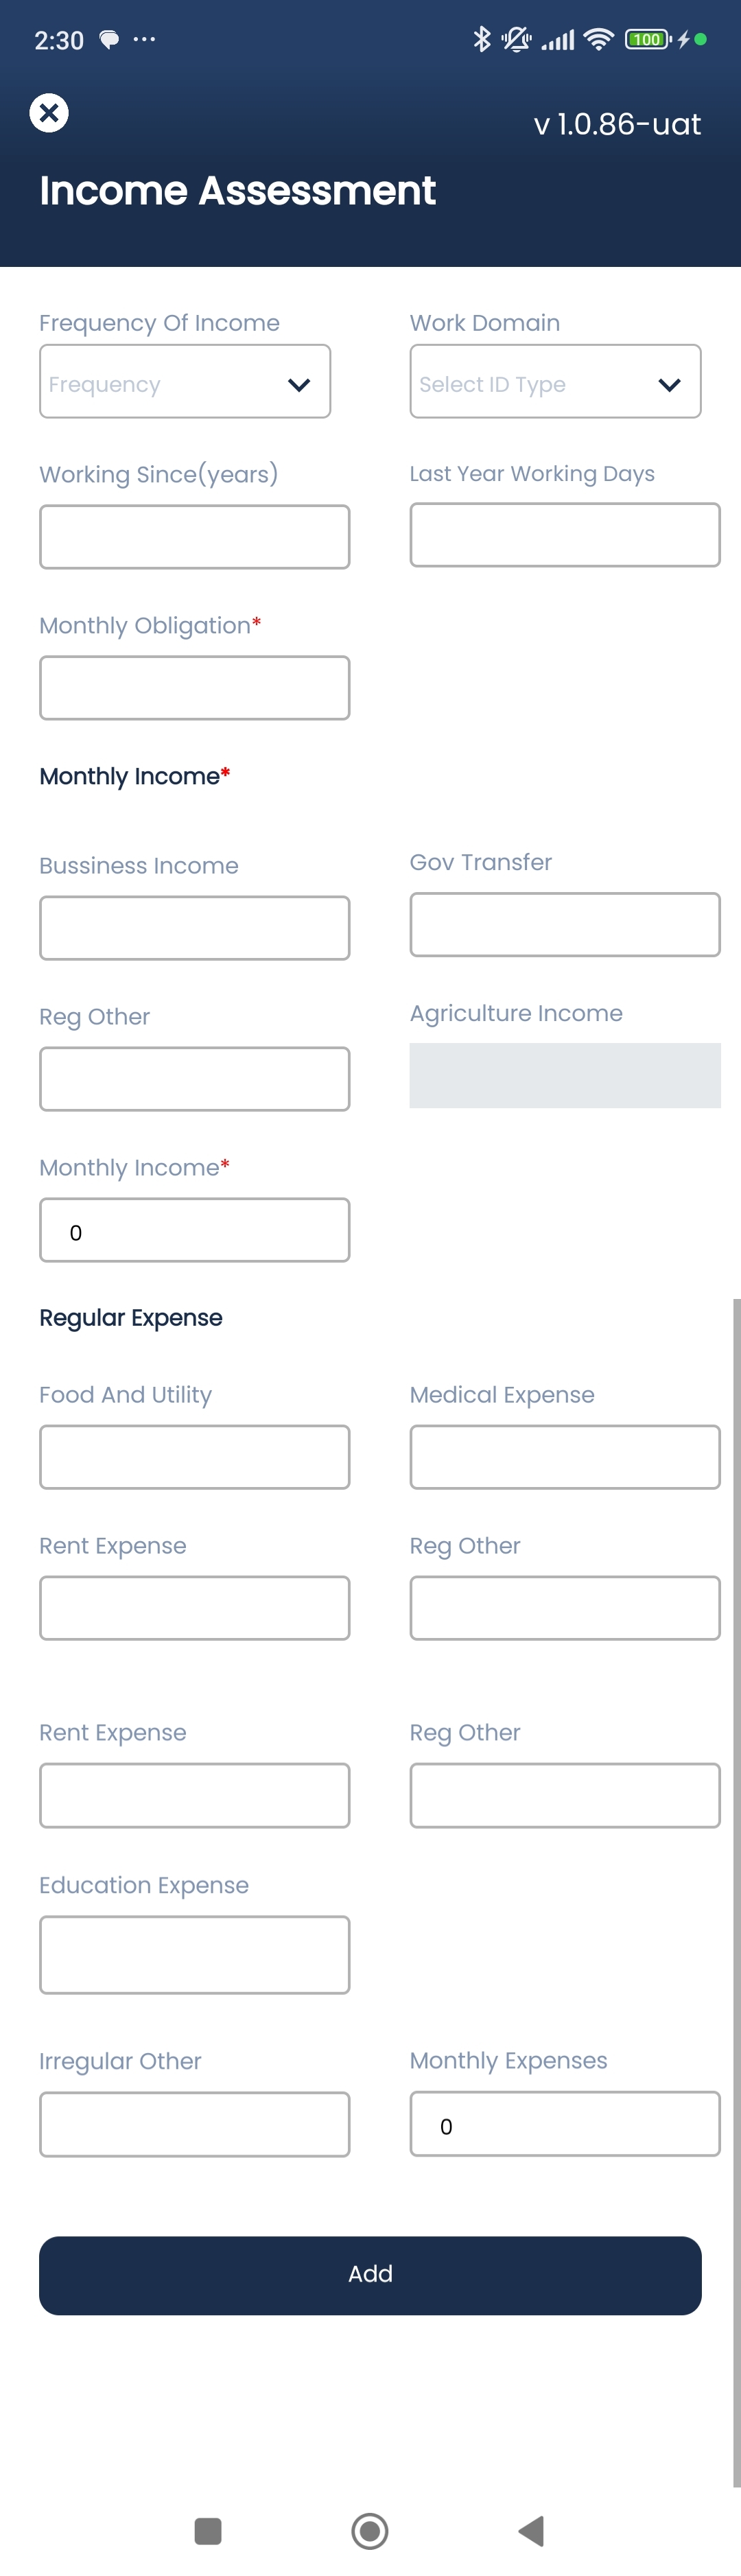 2:30
100
v 1.0.86-uat
Income Assessment
Frequency Of Income Work Domain
Frequency Select ID Type
Working Since(years) Last Year Working Days
Monthly Obligation*
Monthly Income*
Bussiness Income Gov Transfer
Reg Other Agriculture Income
Monthly Income*
0
Regular Expense
Food And Utility Medical Expense
Rent Expense Reg Other
Rent Expense Reg Other
Education Expense
Irregular Other Monthly Expenses
0
Add